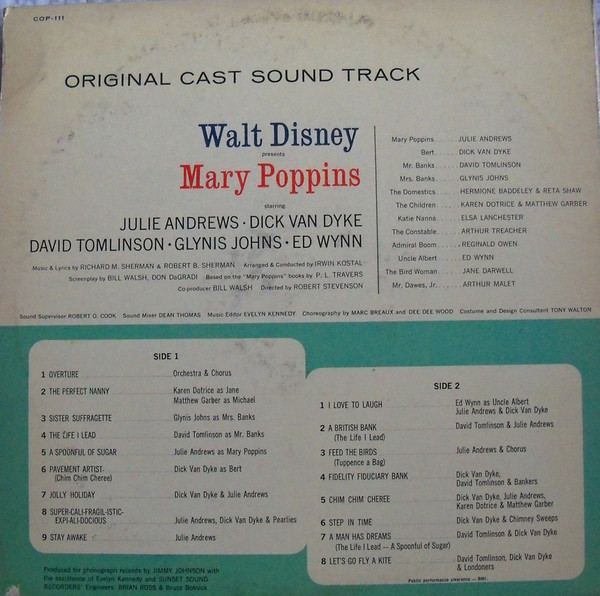 COP-111
ORIGINAL CAST SOUND TRACK
Walt Disney
presents
Mary Poppins
starring
JULIE ANDREWS · DICK VAN DYKE
DAVID TOMLINSON · GLYNIS JOHNS · ED WYNN
Music & Lyrics by RICHARD M. SHERMAN & ROBERT B. SHERMAN Arranged & Conducted by IRWIN KOSTAL
Screenplay by BILL WALSH, DON DaGRADI Based on the "Mary Poppins" books by P. L. TRAVERS
Co-producer BILL WALSH Directed by ROBERT STEVENSON
Mary Poppins ...... JULIE ANDREWS
Bert ...... DICK VAN DYKE
Mr. Banks ...... DAVID TOMLINSON
Mrs. Banks ...... GLYNIS JOHNS
The Domestics ...... HERMIONE BADDELEY & RETA SHAW
The Children ...... KAREN DOTRICE & MATTHEW GARBER
Katie Nanna ...... ELSA LANCHESTER
The Constable ...... ARTHUR TREACHER
Admiral Boom ...... REGINALD OWEN
Uncle Albert ...... ED WYNN
The Bird Woman ...... JANE DARWELL
Mr. Dawes, Jr. ...... ARTHUR MALET
Sound Supervisor ROBERT O. COOK Sound Mixer DEAN THOMAS Music Editor EVELYN KENNEDY Choreography by MARC BREAUX and DEE DEE WOOD Costume and Design Consultant TONY WALTON
SIDE 1
1 OVERTURE Orchestra & Chorus
2 THE PERFECT NANNY Karen Dotrice as Jane
Matthew Garber as Michael
3 SISTER SUFFRAGETTE Glynis Johns as Mrs. Banks
4 THE LIFE I LEAD David Tomlinson as Mr. Banks
5 A SPOONFUL OF SUGAR Julie Andrews as Mary Poppins
6 PAVEMENT ARTIST- Dick Van Dyke as Bert
(Chim Chim Cheree)
7 JOLLY HOLIDAY Dick Van Dyke & Julie Andrews
8 SUPER-CALI-FRAGIL-ISTIC-
EXPI-ALI-DOCIOUS Julie Andrews, Dick Van Dyke & Pearlies
9 STAY AWAKE Julie Andrews
SIDE 2
1 I LOVE TO LAUGH Ed Wynn as Uncle Albert
Julie Andrews & Dick Van Dyke
2 A BRITISH BANK David Tomlinson & Julie Andrews
(The Life I Lead)
3 FEED THE BIRDS Julie Andrews & Chorus
(Tuppence a Bag)
4 FIDELITY FIDUCIARY BANK Dick Van Dyke,
David Tomlinson & Bankers
5 CHIM CHIM CHEREE Dick Van Dyke, Julie Andrews,
Karen Dotrice & Matthew Garber
6 STEP IN TIME Dick Van Dyke & Chimney Sweeps
7 A MAN HAS DREAMS David Tomlinson & Dick Van Dyke
(The Life I Lead — A Spoonful of Sugar)
8 LET'S GO FLY A KITE David Tomlinson, Dick Van Dyke
& Londoners
Public performance clearance — BMI.
Produced for phonograph records by JIMMY JOHNSON with
the assistance of Evelyn Kennedy and SUNSET SOUND
RECORDERS' Engineers: BRIAN ROSS & Bruce Botnick